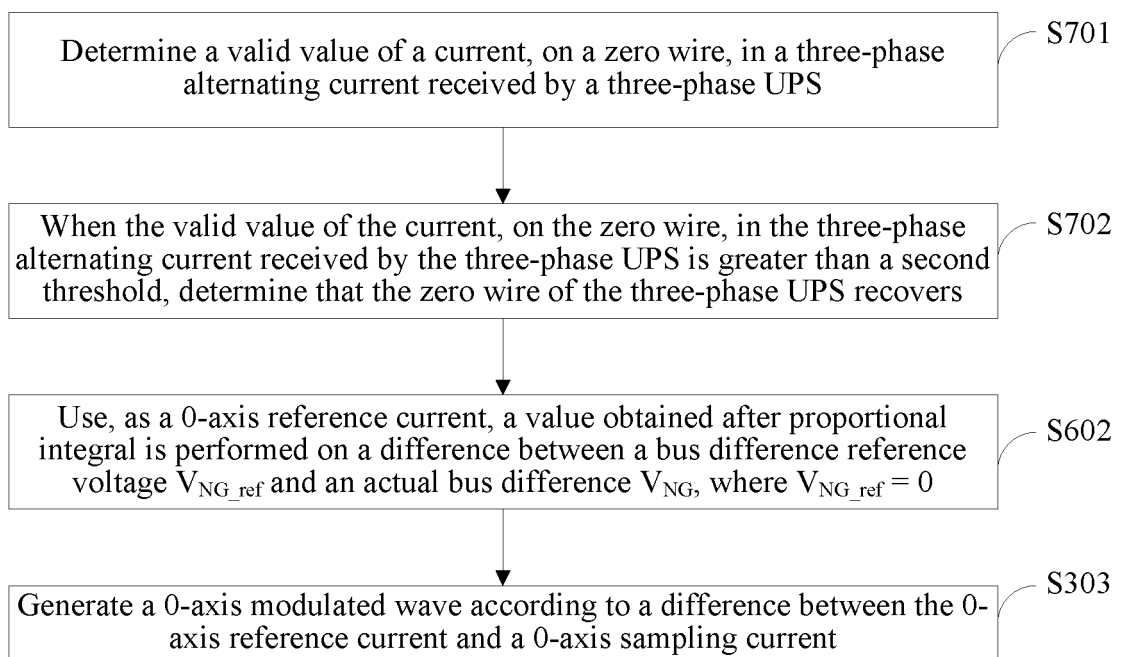 Determine a valid value of a current, on a zero wire, in a three-phase
alternating current received by a three-phase UPS
S701
When the valid value of the current, on the zero wire, in the three-phase
alternating current received by the three-phase UPS is greater than a second
threshold, determine that the zero wire of the three-phase UPS recovers
S702
Use, as a 0-axis reference current, a value obtained after proportional
integral is performed on a difference between a bus difference reference
voltage V_NG_ref and an actual bus difference V_NG, where V_NG_ref = 0
S602
Generate a 0-axis modulated wave according to a difference between the 0-
axis reference current and a 0-axis sampling current
S303